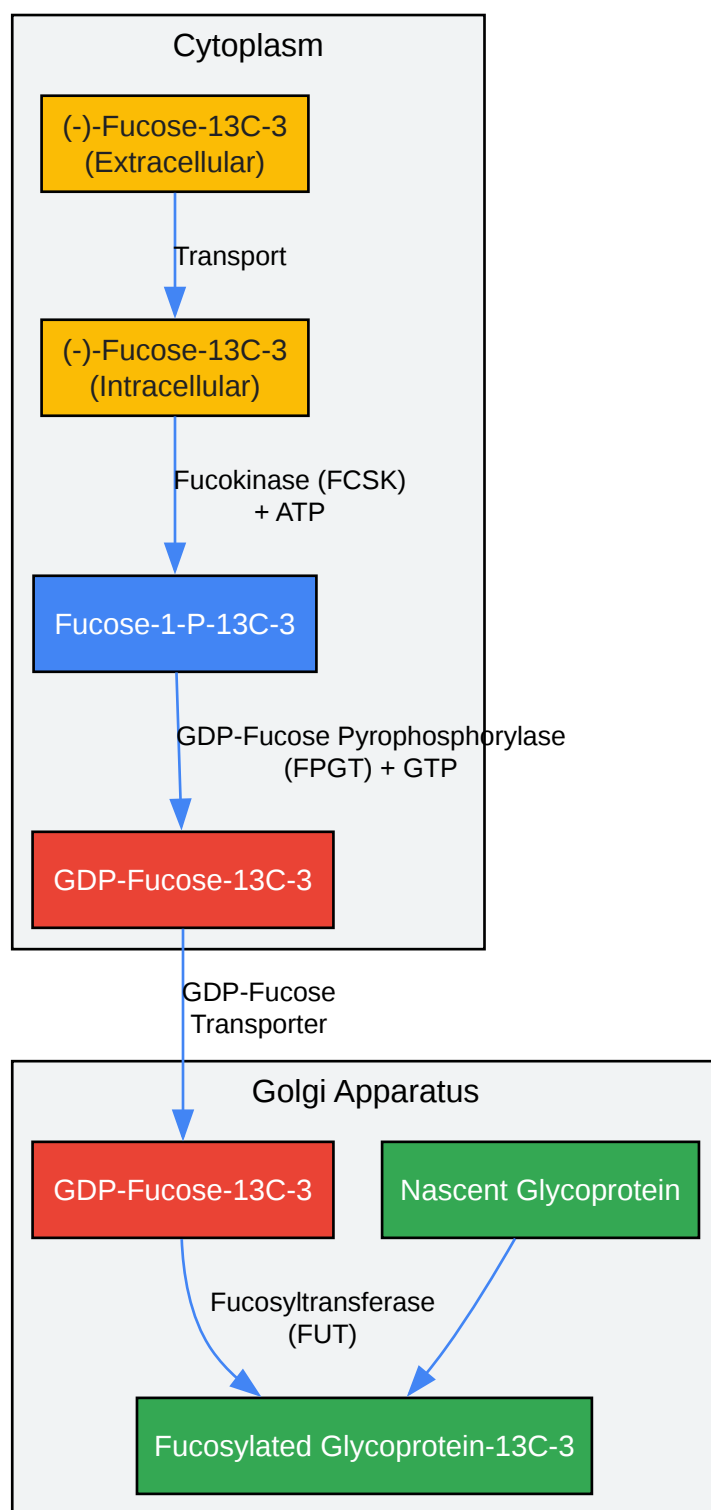 Cytoplasm
(-)-Fucose-13C-3
(Extracellular)
Transport
(-)-Fucose-13C-3
(Intracellular)
Fucokinase (FCSK)
+ ATP
Fucose-1-P-13C-3
GDP-Fucose Pyrophosphorylase
(FPGT) + GTP
GDP-Fucose-13C-3
GDP-Fucose
Transporter
Golgi Apparatus
GDP-Fucose-13C-3
Nascent Glycoprotein
Fucosyltransferase
(FUT)
Fucosylated Glycoprotein-13C-3